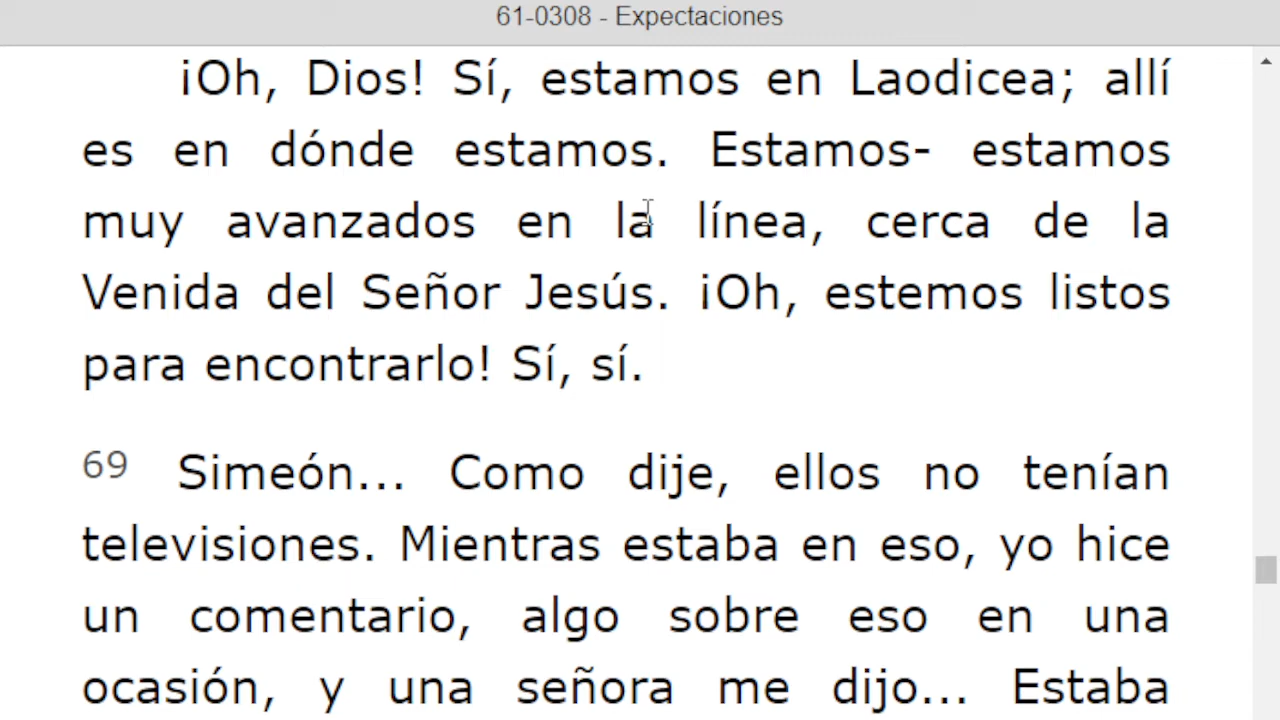 61-0308 - Expectaciones
¡Oh, Dios! Sí, estamos en Laodicea; allí
es en dónde estamos. Estamos- estamos
muy avanzados en la línea, cerca de la
Venida del Señor Jesús. ¡Oh, estemos listos
para encontrarlo! Sí, sí.
69 Simeón... Como dije, ellos no tenían
televisiones. Mientras estaba en eso, yo hice
un comentario, algo sobre eso en una
ocasión, y una señora me dijo... Estaba